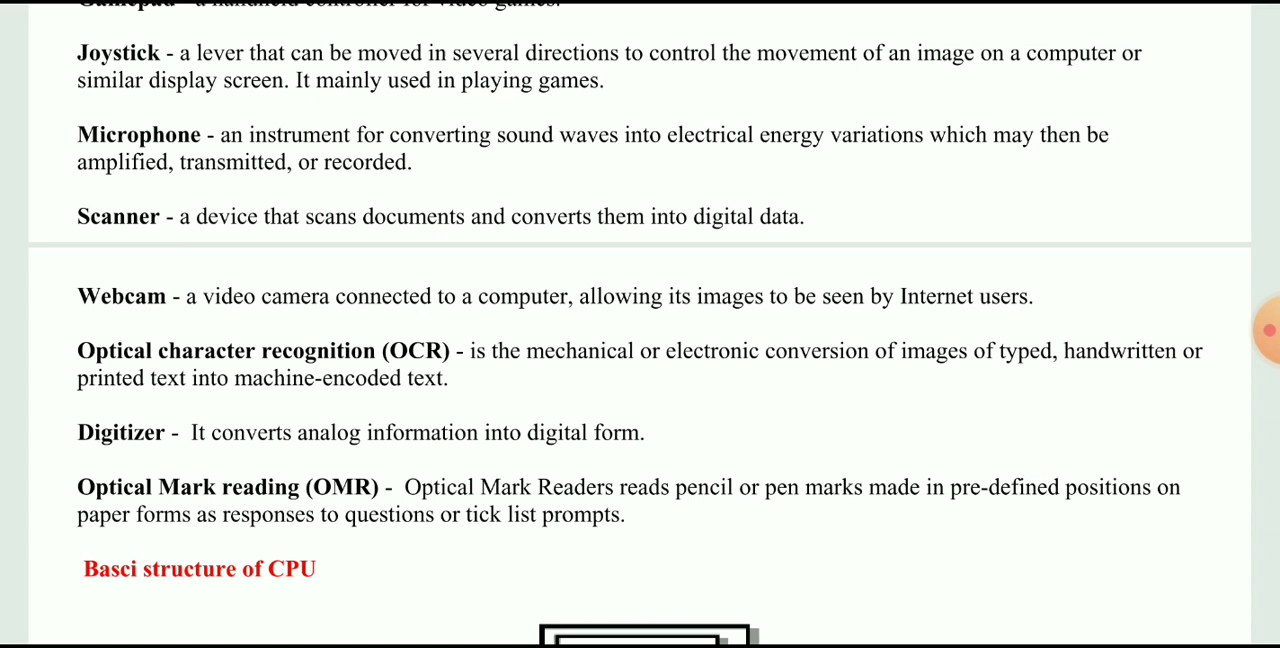 Gamepad - a handheld controller for video games.
Joystick - a lever that can be moved in several directions to control the movement of an image on a computer or
similar display screen. It mainly used in playing games.
Microphone - an instrument for converting sound waves into electrical energy variations which may then be
amplified, transmitted, or recorded.
Scanner - a device that scans documents and converts them into digital data.
Webcam - a video camera connected to a computer, allowing its images to be seen by Internet users.
Optical character recognition (OCR) - is the mechanical or electronic conversion of images of typed, handwritten or
printed text into machine-encoded text.
Digitizer -  It converts analog information into digital form.
Optical Mark reading (OMR) -  Optical Mark Readers reads pencil or pen marks made in pre-defined positions on
paper forms as responses to questions or tick list prompts.
Basci structure of CPU